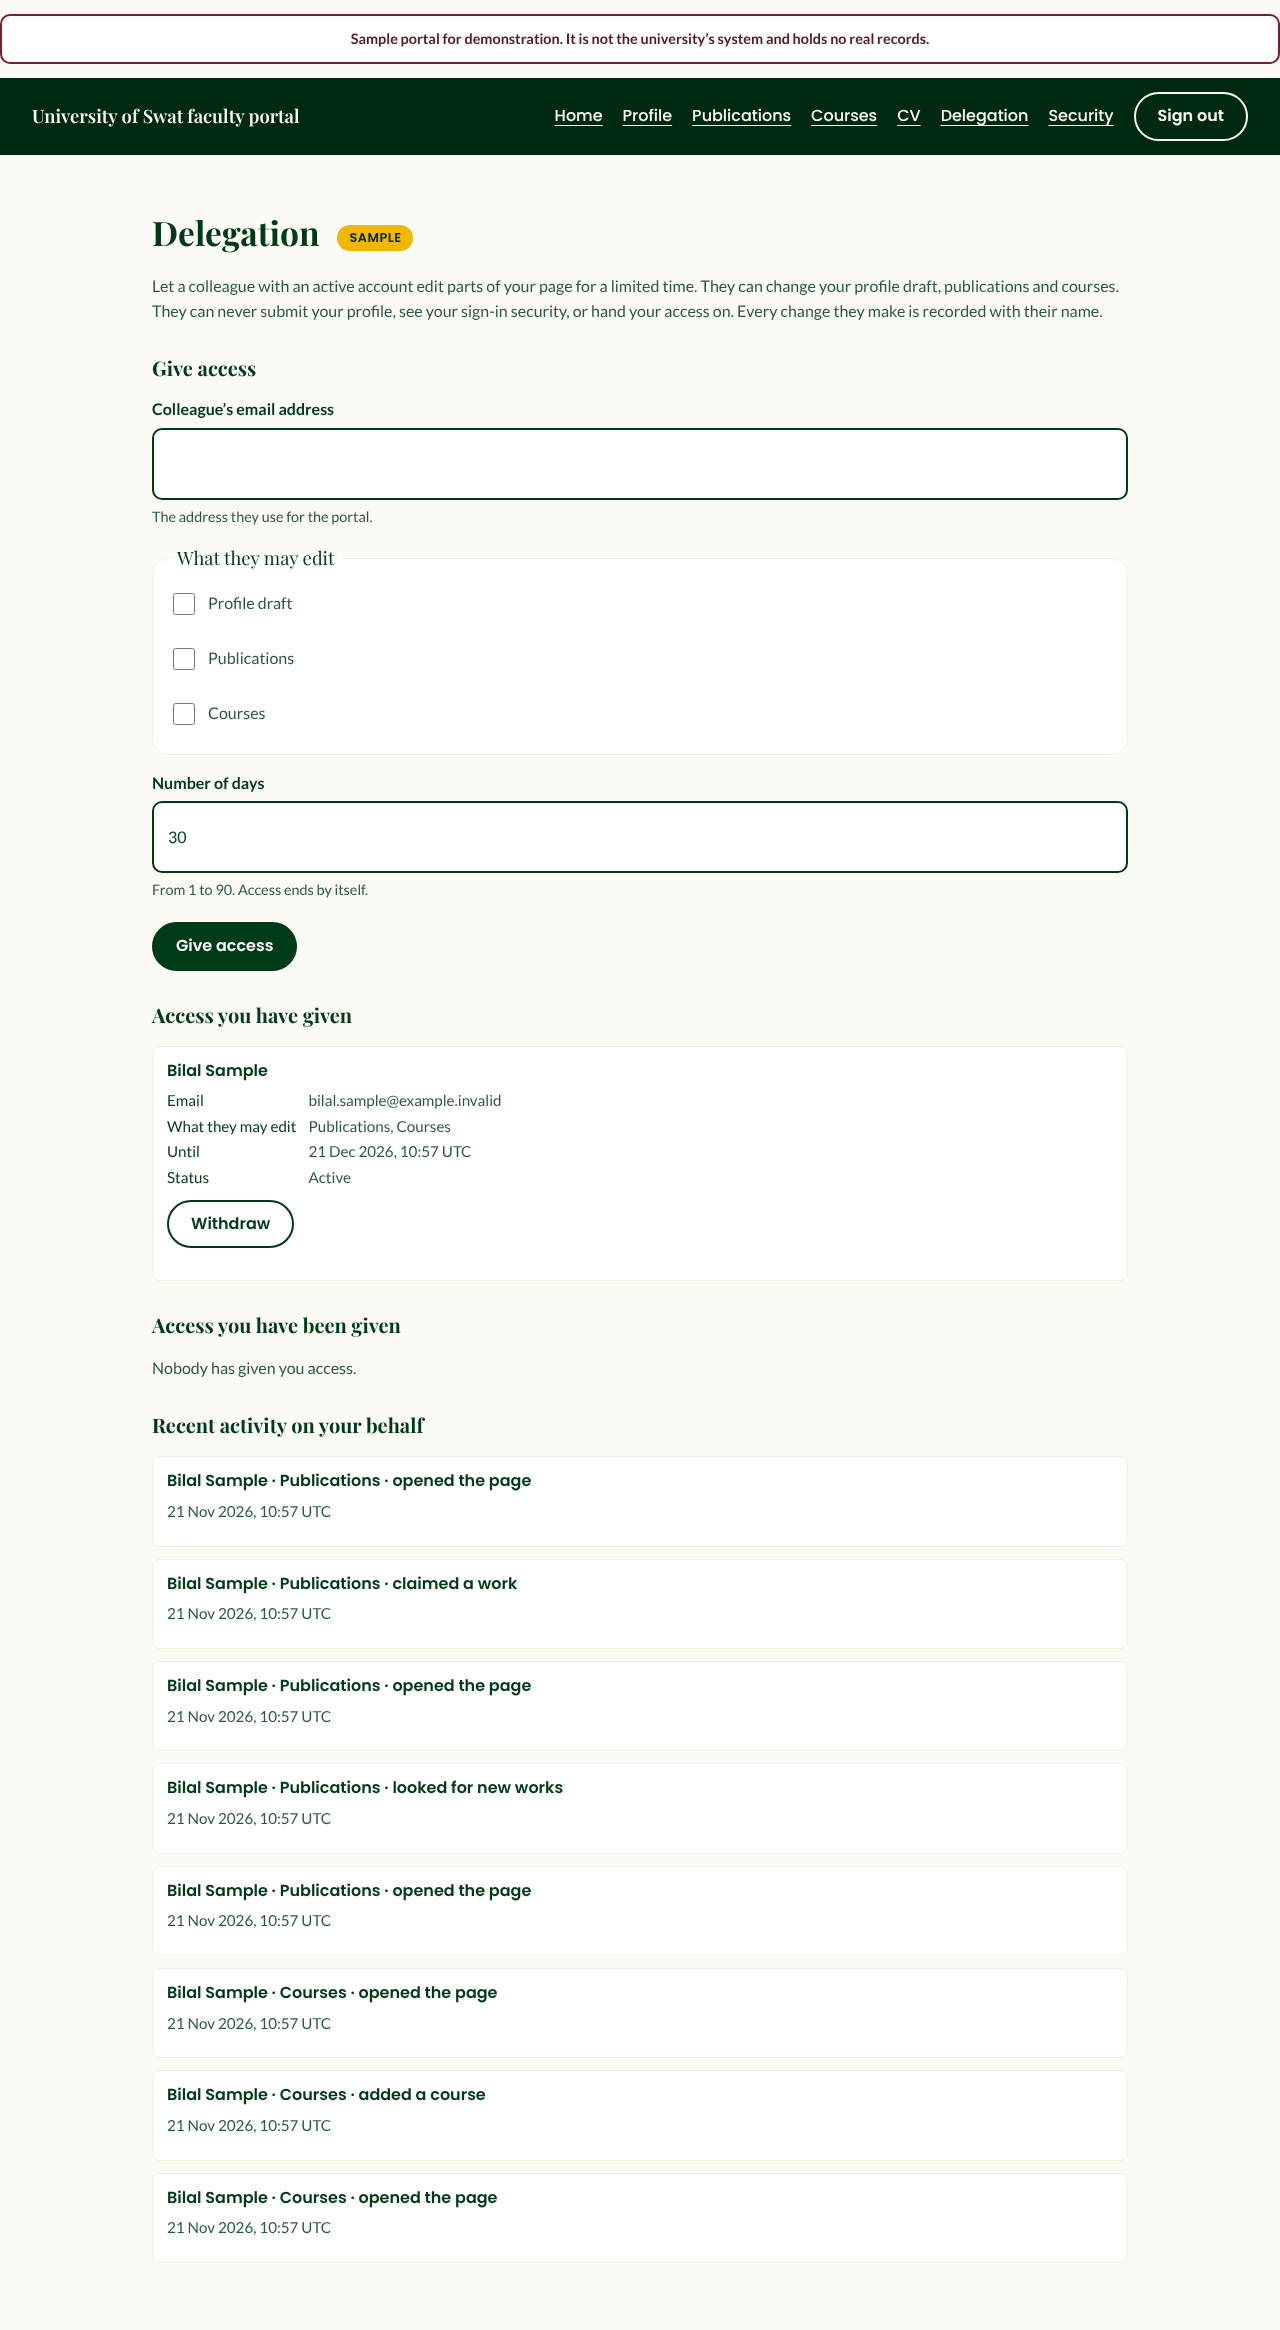 Sample portal for demonstration. It is not the university’s system and holds no real records.
University of Swat faculty portal
Home Profile Publications Courses CV Delegation Security Sign out
Delegation SAMPLE
Let a colleague with an active account edit parts of your page for a limited time. They can change your profile draft, publications and courses.
They can never submit your profile, see your sign-in security, or hand your access on. Every change they make is recorded with their name.
Give access
Colleague’s email address
The address they use for the portal.
What they may edit
Profile draft
Publications
Courses
Number of days
30
From 1 to 90. Access ends by itself.
Give access
Access you have given
Bilal Sample
Email bilal.sample@example.invalid
What they may edit Publications, Courses
Until 21 Dec 2026, 10:57 UTC
Status Active
Withdraw
Access you have been given
Nobody has given you access.
Recent activity on your behalf
Bilal Sample · Publications · opened the page
21 Nov 2026, 10:57 UTC
Bilal Sample · Publications · claimed a work
21 Nov 2026, 10:57 UTC
Bilal Sample · Publications · opened the page
21 Nov 2026, 10:57 UTC
Bilal Sample · Publications · looked for new works
21 Nov 2026, 10:57 UTC
Bilal Sample · Publications · opened the page
21 Nov 2026, 10:57 UTC
Bilal Sample · Courses · opened the page
21 Nov 2026, 10:57 UTC
Bilal Sample · Courses · added a course
21 Nov 2026, 10:57 UTC
Bilal Sample · Courses · opened the page
21 Nov 2026, 10:57 UTC